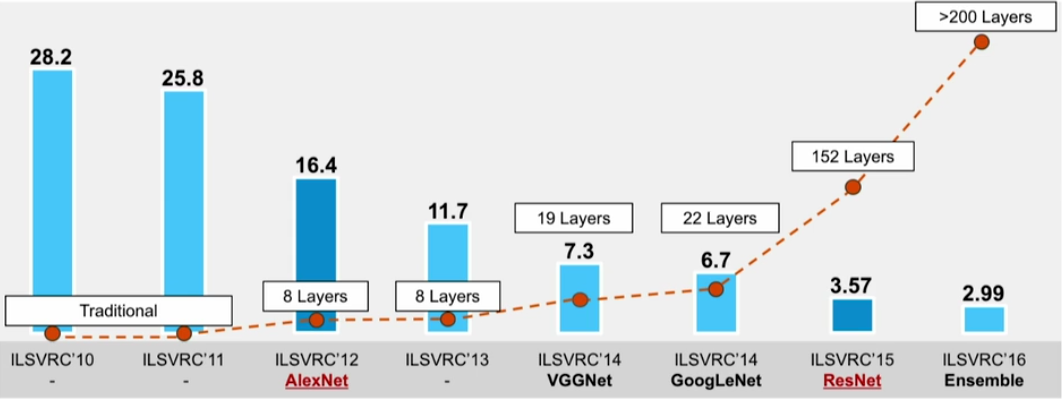 >200 Layers
28.2
25.8
152 Layers
16.4
11.7
19 Layers
22 Layers
7.3
6.7
3.57
2.99
Traditional
8 Layers
8 Layers
ILSVRC'10
ILSVRC'11
ILSVRC'12
ILSVRC'13
ILSVRC'14
ILSVRC'14
ILSVRC'15
ILSVRC'16
-
-
AlexNet
-
VGGNet
GoogLeNet
ResNet
Ensemble